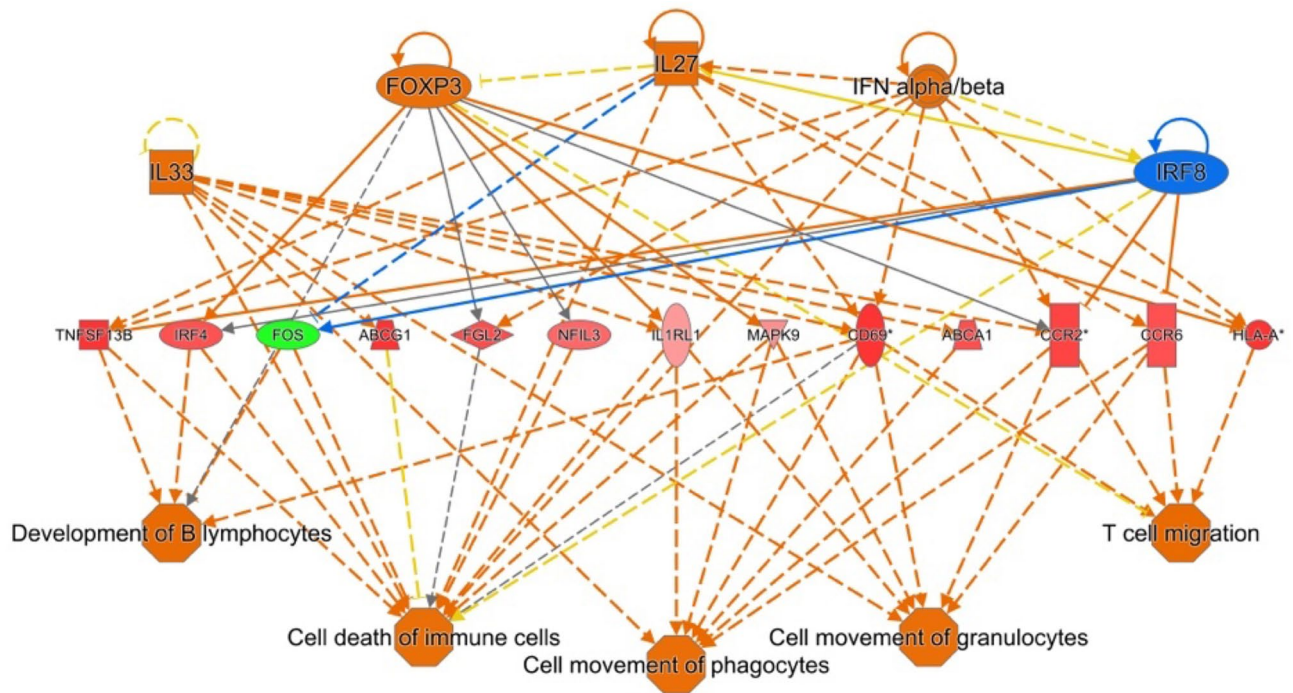 IL27
FOXP3
IFN alpha/beta
IL33
IRF8
TNFSF13B
IRF4
FOS
ABCG1
FGL2
NFIL3
IL1RL1
MAPK9
CD69*
ABCA1
CCR2*
CCR6
HLA-A*
Development of B lymphocytes
T cell migration
Cell death of immune cells
Cell movement of granulocytes
Cell movement of phagocytes